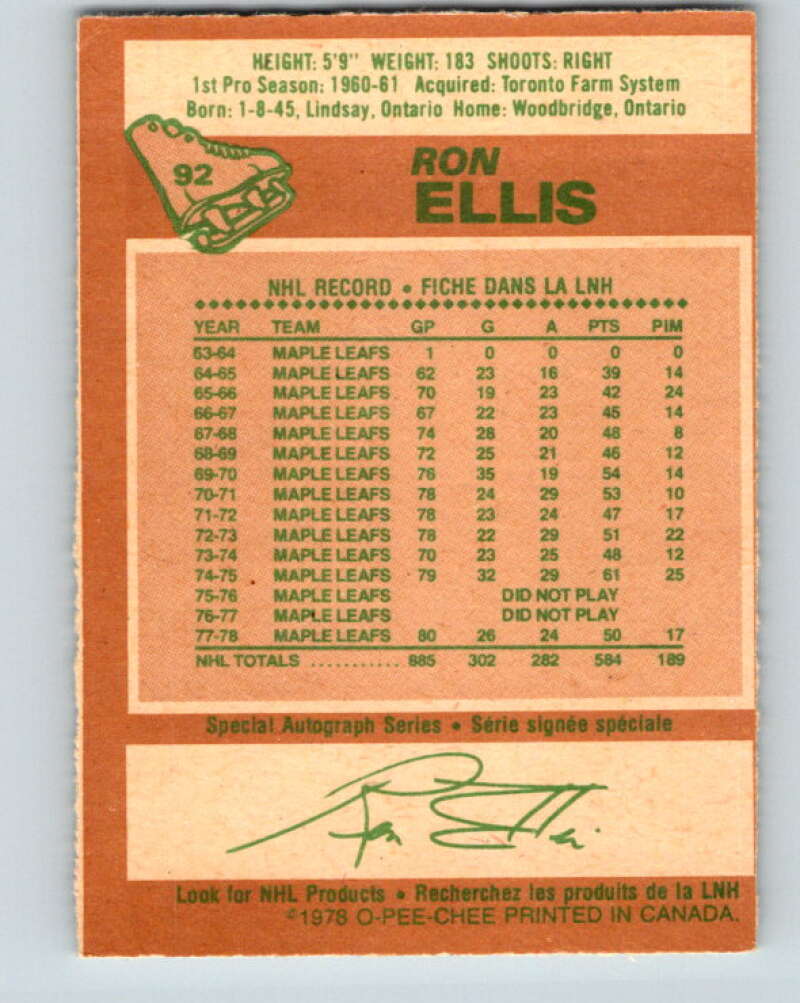 HEIGHT: 5'9" WEIGHT: 183 SHOOTS: RIGHT
1st Pro Season: 1960-61 Acquired: Toronto Farm System
Born: 1-8-45, Lindsay, Ontario Home: Woodbridge, Ontario
92
RON
ELLIS
NHL RECORD • FICHE DANS LA LNH
YEAR TEAM GP G A PTS PIM
63-64 MAPLE LEAFS 1 0 0 0 0
64-65 MAPLE LEAFS 62 23 16 39 14
65-66 MAPLE LEAFS 70 19 23 42 24
66-67 MAPLE LEAFS 67 22 23 45 14
67-68 MAPLE LEAFS 74 28 20 48 8
68-69 MAPLE LEAFS 72 25 21 46 12
69-70 MAPLE LEAFS 76 35 19 54 14
70-71 MAPLE LEAFS 78 24 29 53 10
71-72 MAPLE LEAFS 78 23 24 47 17
72-73 MAPLE LEAFS 78 22 29 51 22
73-74 MAPLE LEAFS 70 23 25 48 12
74-75 MAPLE LEAFS 79 32 29 61 25
75-76 MAPLE LEAFS DID NOT PLAY
76-77 MAPLE LEAFS DID NOT PLAY
77-78 MAPLE LEAFS 80 26 24 50 17
NHL TOTALS ........... 885 302 282 584 189
Special Autograph Series • Série signée spéciale
Ron Ellis
Look for NHL Products • Recherchez les produits de la LNH
©1978 O-PEE-CHEE PRINTED IN CANADA.